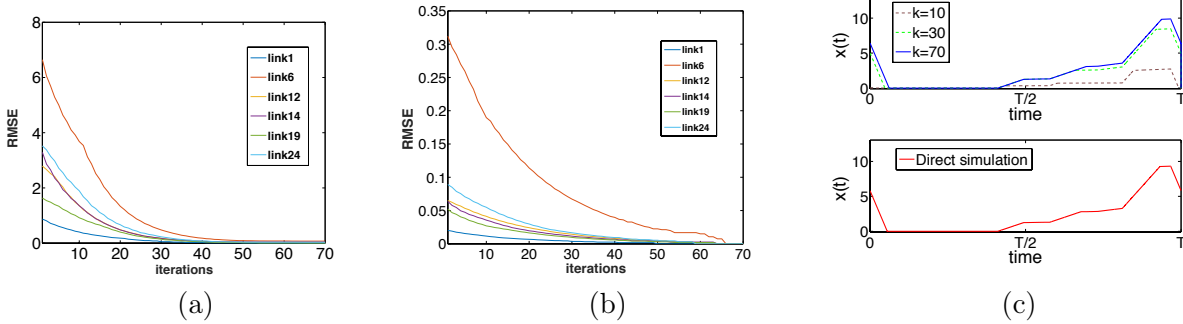 8
6
4
2
0
RMSE
link1
link6
link12
link14
link19
link24
0 10 20 30 40 50 60 70
iterations
(a)
0.35
0.3
0.25
0.2
0.15
0.1
0.05
0
RMSE
link1
link6
link12
link14
link19
link24
0 10 20 30 40 50 60 70
iterations
(b)
10
5
0
x(t)
k=10
k=30
k=70
0 T/2 T
time
10
5
0
x(t)
Direct simulation
0 T/2 T
time
(c)